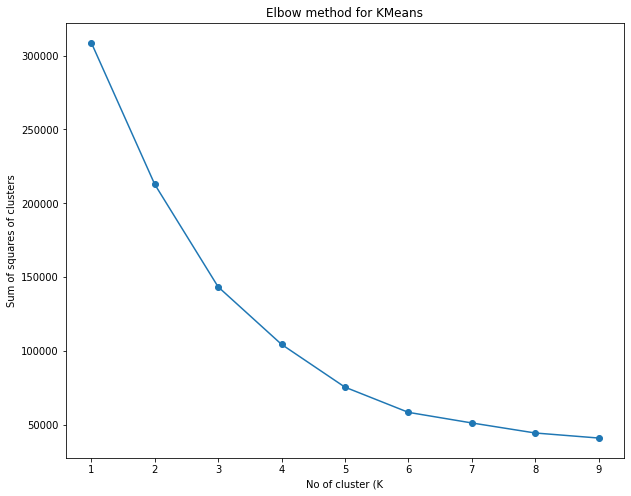 Elbow method for KMeans
300000
250000
200000
150000
100000
50000
Sum of squares of clusters
1 2 3 4 5 6 7 8 9
No of cluster (K